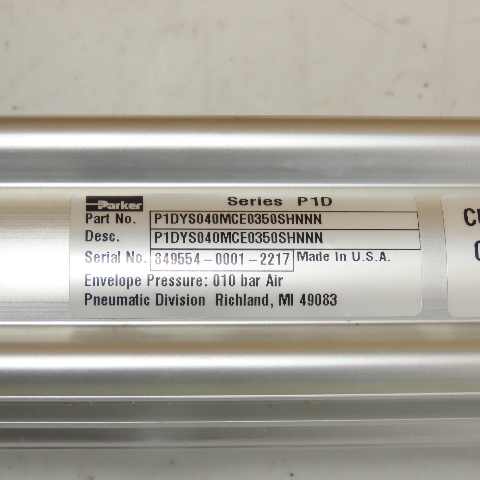 Parker Series P1D
Part No. P1DYS040MCE0350SHNNN
Desc. P1DYS040MCE0350SHNNN
Serial No. 849554-0001-2217 Made In U.S.A.
Envelope Pressure: 010 bar Air
Pneumatic Division Richland, MI 49083